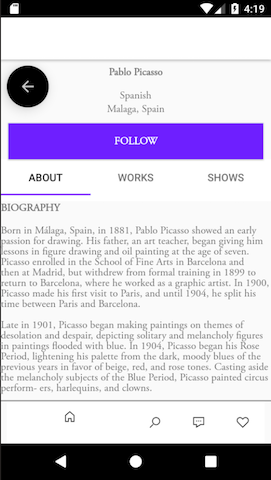 4:19
Pablo Picasso
Spanish
Malaga, Spain
FOLLOW
ABOUT WORKS SHOWS
BIOGRAPHY
Born in Málaga, Spain, in 1881, Pablo Picasso showed an early
passion for drawing. His father, an art teacher, began giving him
lessons in figure drawing and oil painting at the age of seven.
Picasso enrolled in the School of Fine Arts in Barcelona and
then at Madrid, but withdrew from formal training in 1899 to
return to Barcelona, where he worked as a graphic artist. In 1900,
Picasso made his first visit to Paris, and until 1904, he split his
time between Paris and Barcelona.
Late in 1901, Picasso began making paintings on themes of
desolation and despair, depicting solitary and melancholy figures
in paintings flooded with blue. In 1904, Picasso began his Rose
Period, lightening his palette from the dark, moody blues of the
previous years in favor of beige, red, and rose tones. Casting aside
the melancholy subjects of the Blue Period, Picasso painted circus
perform- ers, harlequins, and clowns.